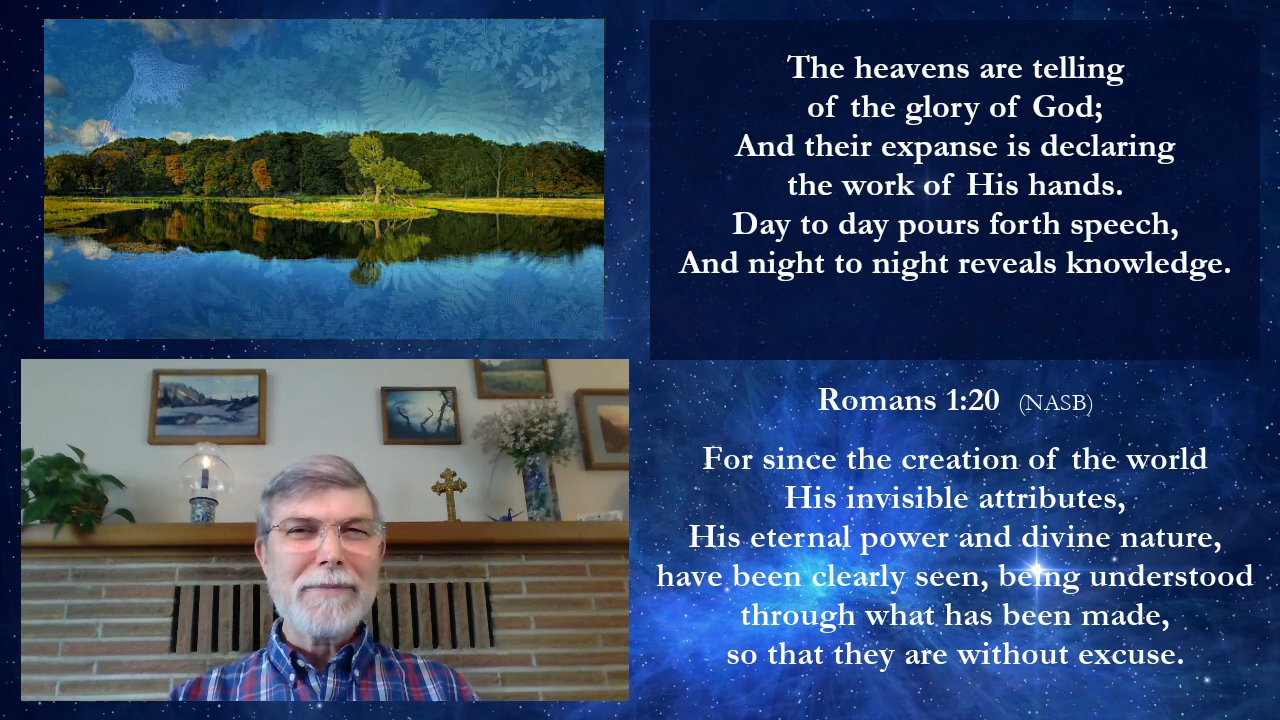 The heavens are telling
of the glory of God;
And their expanse is declaring
the work of His hands.
Day to day pours forth speech,
And night to night reveals knowledge.
Romans 1:20 (NASB)
For since the creation of the world
His invisible attributes,
His eternal power and divine nature,
have been clearly seen, being understood
through what has been made,
so that they are without excuse.